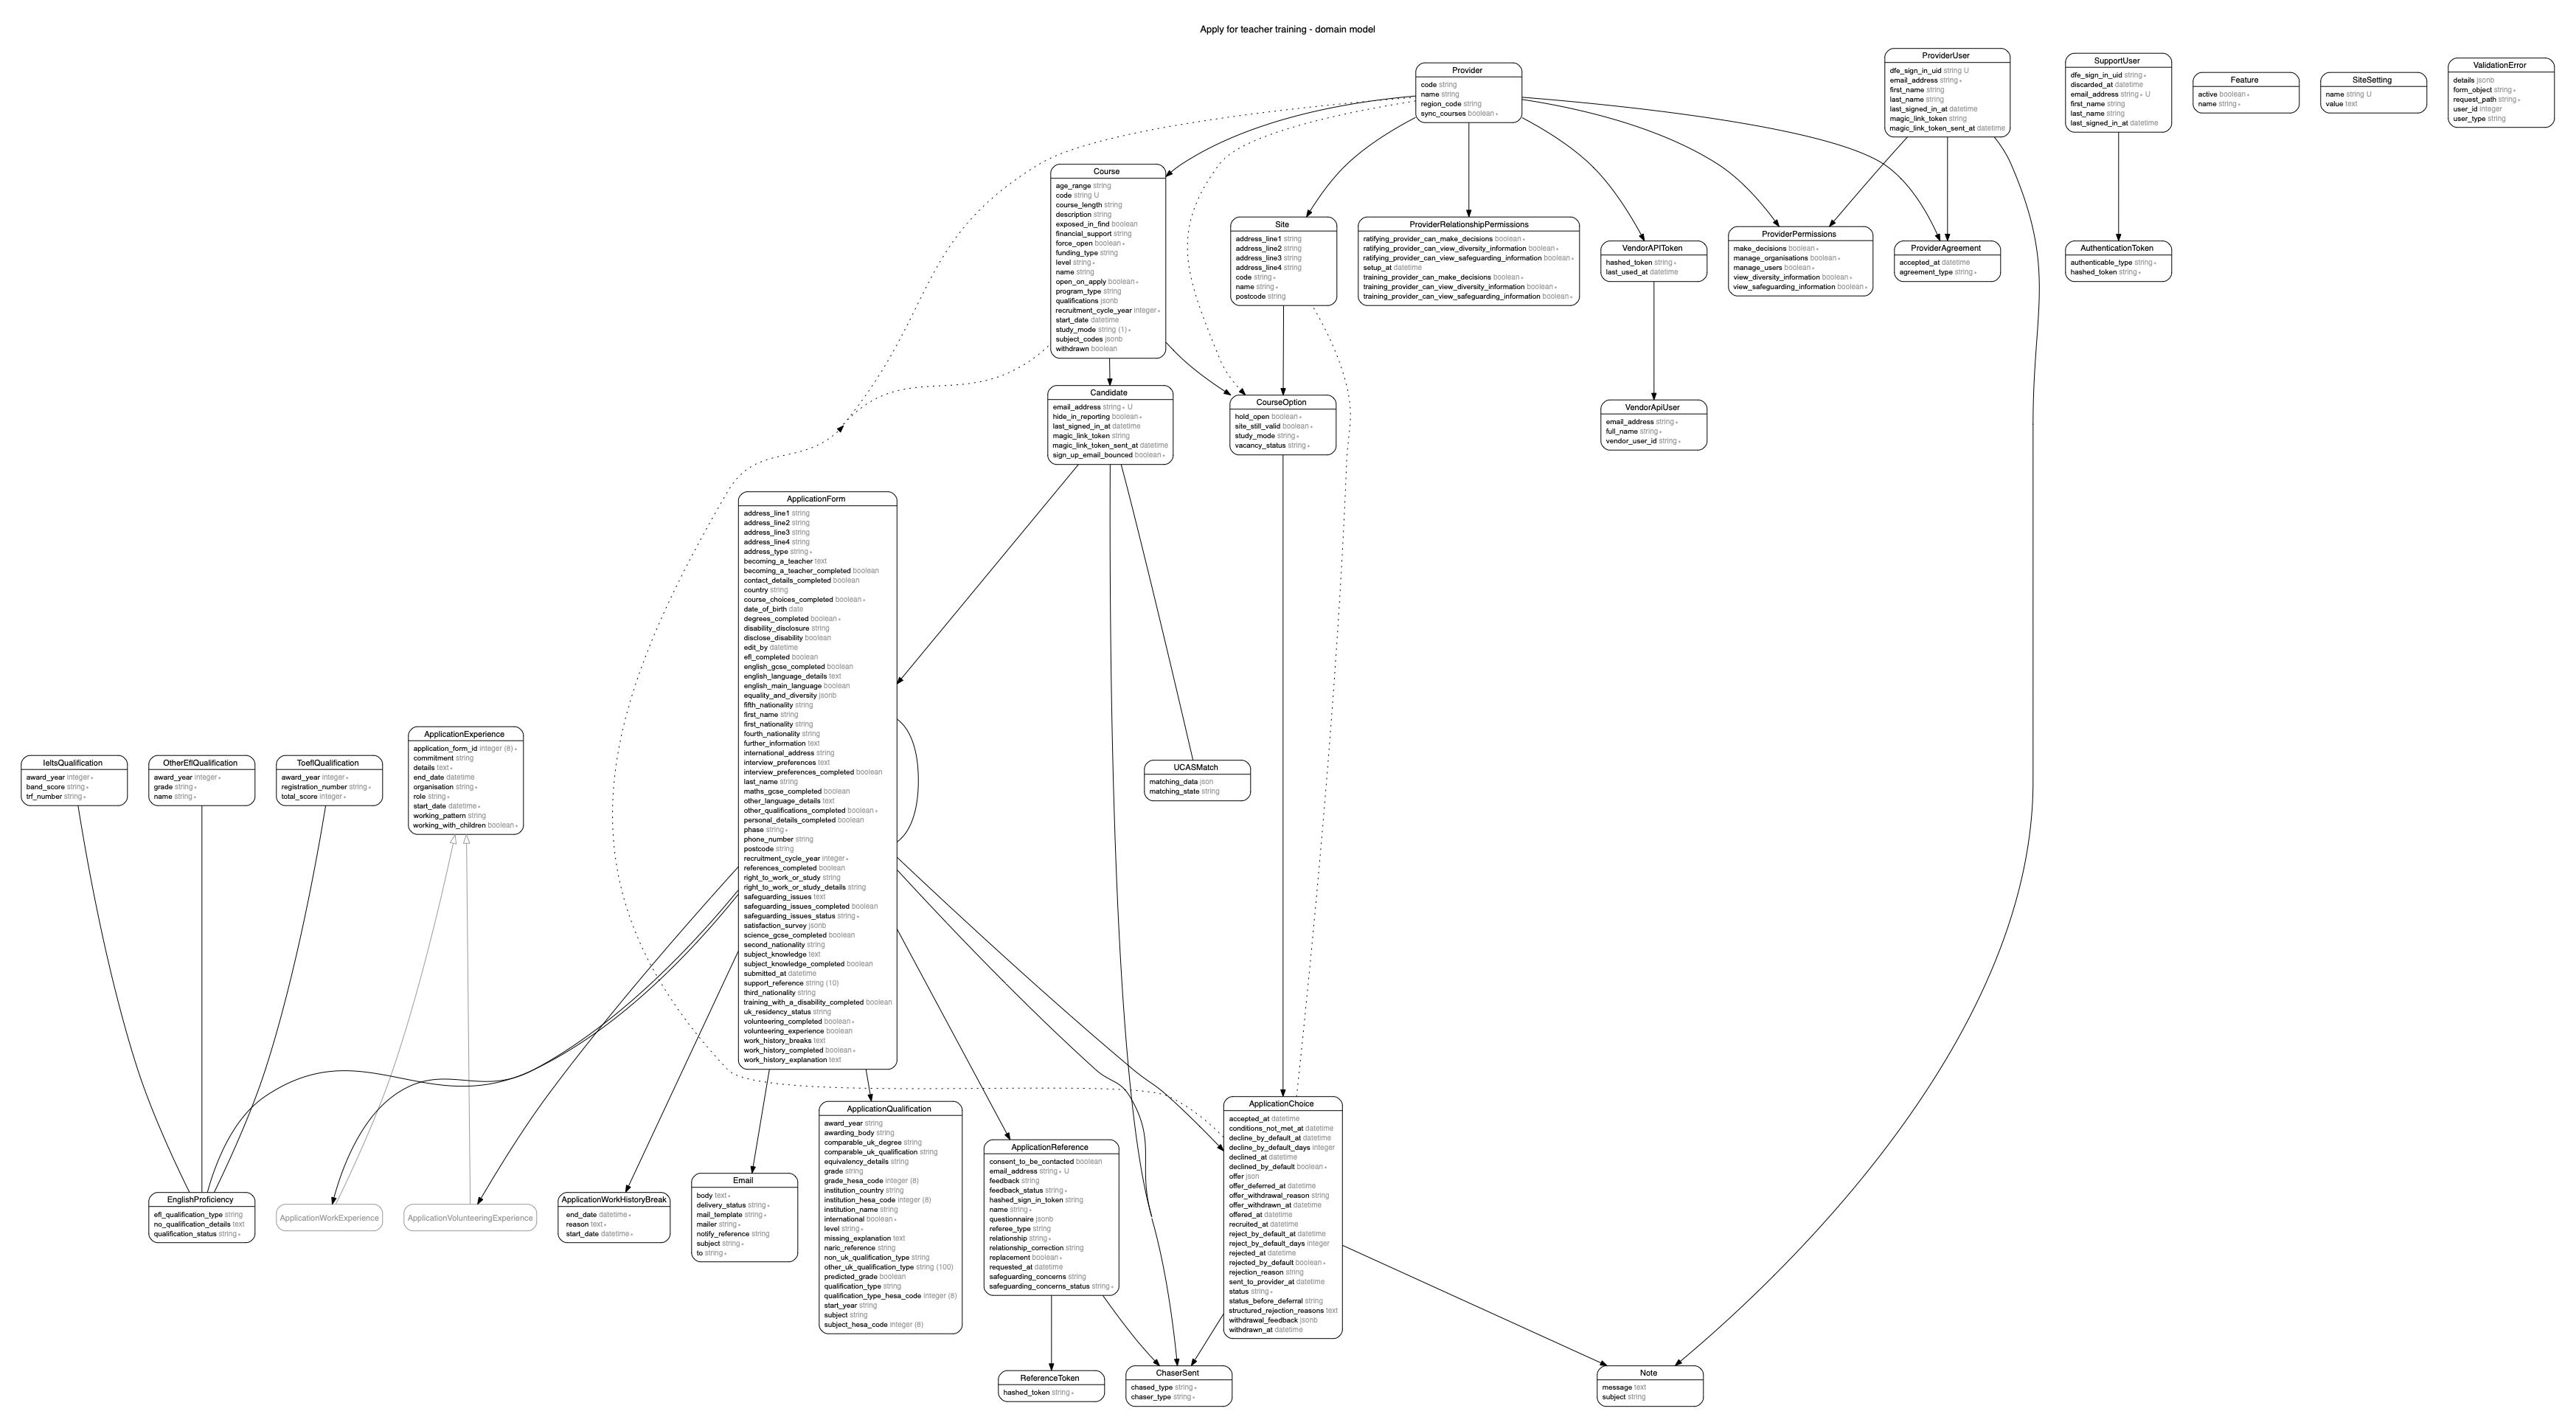 Apply for teacher training - domain model
Provider
code string
name string
region_code string
sync_courses boolean ∗
ProviderUser
dfe_sign_in_uid string U
email_address string ∗
first_name string
last_name string
last_signed_in_at datetime
magic_link_token string
magic_link_token_sent_at datetime
SupportUser
dfe_sign_in_uid string ∗
discarded_at datetime
email_address string ∗ U
first_name string
last_name string
last_signed_in_at datetime
Feature
active boolean ∗
name string ∗
SiteSetting
name string U
value text
ValidationError
details jsonb
form_object string ∗
request_path string ∗
user_id integer
user_type string
Course
age_range string
code string U
course_length string
description string
exposed_in_find boolean
financial_support string
force_open boolean ∗
funding_type string
level string ∗
name string
open_on_apply boolean ∗
program_type string
qualifications jsonb
recruitment_cycle_year integer ∗
start_date datetime
study_mode string (1) ∗
subject_codes jsonb
withdrawn boolean
Site
address_line1 string
address_line2 string
address_line3 string
address_line4 string
code string ∗
name string ∗
postcode string
ProviderRelationshipPermissions
ratifying_provider_can_make_decisions boolean ∗
ratifying_provider_can_view_diversity_information boolean ∗
ratifying_provider_can_view_safeguarding_information boolean ∗
setup_at datetime
training_provider_can_make_decisions boolean ∗
training_provider_can_view_diversity_information boolean ∗
training_provider_can_view_safeguarding_information boolean ∗
VendorAPIToken
hashed_token string ∗
last_used_at datetime
ProviderPermissions
make_decisions boolean ∗
manage_organisations boolean ∗
manage_users boolean ∗
view_diversity_information boolean ∗
view_safeguarding_information boolean ∗
ProviderAgreement
accepted_at datetime
agreement_type string ∗
AuthenticationToken
authenticable_type string ∗
hashed_token string ∗
Candidate
email_address string ∗ U
hide_in_reporting boolean ∗
last_signed_in_at datetime
magic_link_token string
magic_link_token_sent_at datetime
sign_up_email_bounced boolean ∗
CourseOption
hold_open boolean ∗
site_still_valid boolean ∗
study_mode string ∗
vacancy_status string ∗
VendorApiUser
email_address string ∗
full_name string ∗
vendor_user_id string ∗
ApplicationForm
address_line1 string
address_line2 string
address_line3 string
address_line4 string
address_type string ∗
becoming_a_teacher text
becoming_a_teacher_completed boolean
contact_details_completed boolean
country string
course_choices_completed boolean ∗
date_of_birth date
degrees_completed boolean ∗
disability_disclosure string
disclose_disability boolean
edit_by datetime
efl_completed boolean
english_gcse_completed boolean
english_language_details text
english_main_language boolean
equality_and_diversity jsonb
fifth_nationality string
first_name string
first_nationality string
fourth_nationality string
further_information text
international_address string
interview_preferences text
interview_preferences_completed boolean
last_name string
maths_gcse_completed boolean
other_language_details text
other_qualifications_completed boolean ∗
personal_details_completed boolean
phase string ∗
phone_number string
postcode string
recruitment_cycle_year integer ∗
references_completed boolean
right_to_work_or_study string
right_to_work_or_study_details string
safeguarding_issues text
safeguarding_issues_completed boolean
safeguarding_issues_status string ∗
satisfaction_survey jsonb
science_gcse_completed boolean
second_nationality string
subject_knowledge text
subject_knowledge_completed boolean
submitted_at datetime
support_reference string (10)
third_nationality string
training_with_a_disability_completed boolean
uk_residency_status string
volunteering_completed boolean ∗
volunteering_experience boolean
work_history_breaks text
work_history_completed boolean ∗
work_history_explanation text
IeltsQualification
award_year integer ∗
band_score string ∗
trf_number string ∗
OtherEflQualification
award_year integer ∗
grade string ∗
name string ∗
ToeflQualification
award_year integer ∗
registration_number string ∗
total_score integer ∗
ApplicationExperience
application_form_id integer (8) ∗
commitment string
details text ∗
end_date datetime
organisation string ∗
role string ∗
start_date datetime ∗
working_pattern string
working_with_children boolean ∗
UCASMatch
matching_data json
matching_state string
EnglishProficiency
efl_qualification_type string
no_qualification_details text
qualification_status string ∗
ApplicationWorkExperience
ApplicationVolunteeringExperience
ApplicationWorkHistoryBreak
end_date datetime ∗
reason text ∗
start_date datetime ∗
Email
body text ∗
delivery_status string ∗
mail_template string ∗
mailer string ∗
notify_reference string
subject string ∗
to string ∗
ApplicationQualification
award_year string
awarding_body string
comparable_uk_degree string
comparable_uk_qualification string
equivalency_details string
grade string
grade_hesa_code integer (8)
institution_country string
institution_hesa_code integer (8)
institution_name string
international boolean ∗
level string ∗
missing_explanation text
naric_reference string
non_uk_qualification_type string
other_uk_qualification_type string (100)
predicted_grade boolean
qualification_type string
qualification_type_hesa_code integer (8)
start_year string
subject string
subject_hesa_code integer (8)
ApplicationReference
consent_to_be_contacted boolean
email_address string ∗ U
feedback string
feedback_status string ∗
hashed_sign_in_token string
name string ∗
questionnaire jsonb
referee_type string
relationship string ∗
relationship_correction string
replacement boolean ∗
requested_at datetime
safeguarding_concerns string
safeguarding_concerns_status string ∗
ApplicationChoice
accepted_at datetime
conditions_not_met_at datetime
decline_by_default_at datetime
decline_by_default_days integer
declined_at datetime
declined_by_default boolean ∗
offer json
offer_deferred_at datetime
offer_withdrawal_reason string
offer_withdrawn_at datetime
offered_at datetime
recruited_at datetime
reject_by_default_at datetime
reject_by_default_days integer
rejected_at datetime
rejected_by_default boolean ∗
rejection_reason string
sent_to_provider_at datetime
status string ∗
status_before_deferral string
structured_rejection_reasons text
withdrawal_feedback jsonb
withdrawn_at datetime
ReferenceToken
hashed_token string ∗
ChaserSent
chased_type string ∗
chaser_type string ∗
Note
message text
subject string